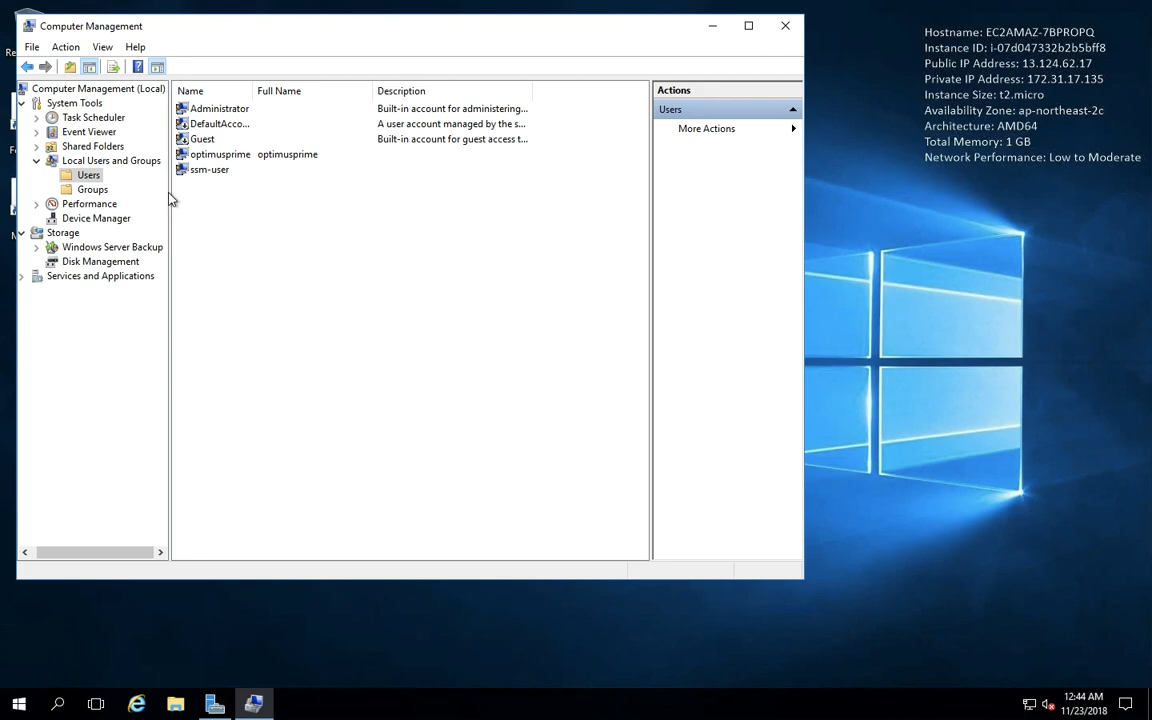 Computer Management
File Action View Help
Computer Management (Local)
System Tools
Task Scheduler
Event Viewer
Shared Folders
Local Users and Groups
Users
Groups
Performance
Device Manager
Storage
Windows Server Backup
Disk Management
Services and Applications
Name Full Name Description
Administrator Built-in account for administering...
DefaultAcco... A user account managed by the s...
Guest Built-in account for guest access t...
optimusprime optimusprime
ssm-user
Actions
Users
More Actions
Hostname: EC2AMAZ-7BPROPQ
Instance ID: i-07d047332b2b5bff8
Public IP Address: 13.124.62.17
Private IP Address: 172.31.17.135
Instance Size: t2.micro
Availability Zone: ap-northeast-2c
Architecture: AMD64
Total Memory: 1 GB
Network Performance: Low to Moderate
12:44 AM
11/23/2018